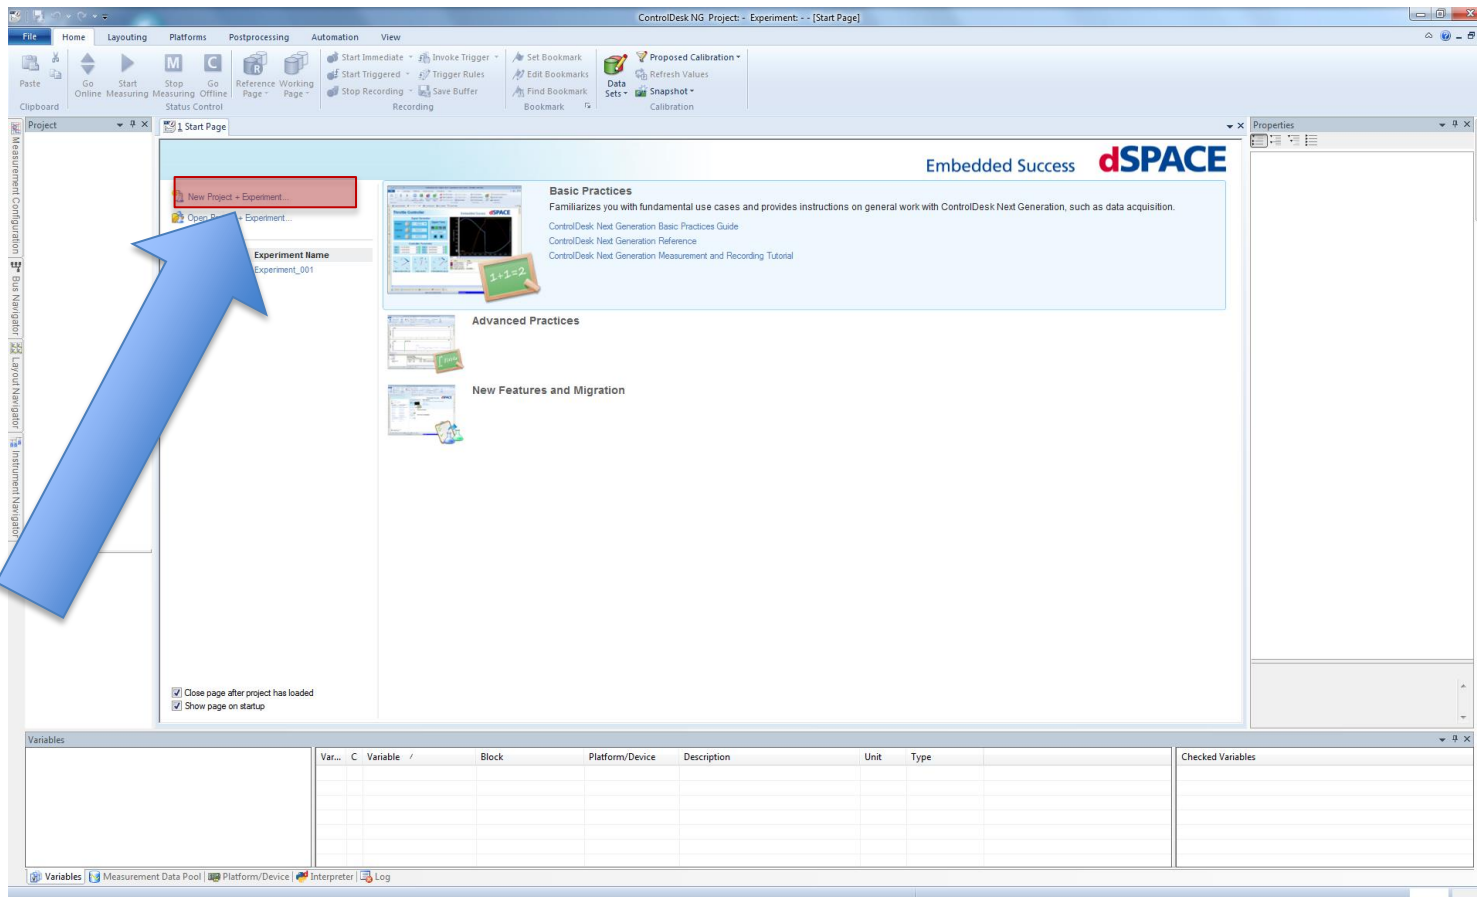 ControlDesk NG Project: - Experiment: - - [Start Page]
File Home Layouting Platforms Postprocessing Automation View
Paste
Clipboard
Go Online
Start Measuring
Stop Measuring
Go Offline
Reference Page
Working Page
Status Control
Start Immediate Invoke Trigger
Start Triggered Trigger Rules
Stop Recording Save Buffer
Recording
Set Bookmark
Edit Bookmarks
Find Bookmark
Bookmark
Data Sets
Proposed Calibration
Refresh Values
Snapshot
Calibration
Measurement Configuration
Bus Navigator
Layout Navigator
Instrument Navigator
Project
1 Start Page
Properties
Embedded Success dSPACE
New Project + Experiment...
Open + Experiment...
Experiment Name
Experiment_001
Basic Practices
Familiarizes you with fundamental use cases and provides instructions on general work with ControlDesk Next Generation, such as data acquisition.
ControlDesk Next Generation Basic Practices Guide
ControlDesk Next Generation Reference
ControlDesk Next Generation Measurement and Recording Tutorial
1+1=2
Advanced Practices
New Features and Migration
Close page after project has loaded
Show page on startup
Variables
Var... C Variable Block Platform/Device Description Unit Type
Checked Variables
Variables Measurement Data Pool Platform/Device Interpreter Log